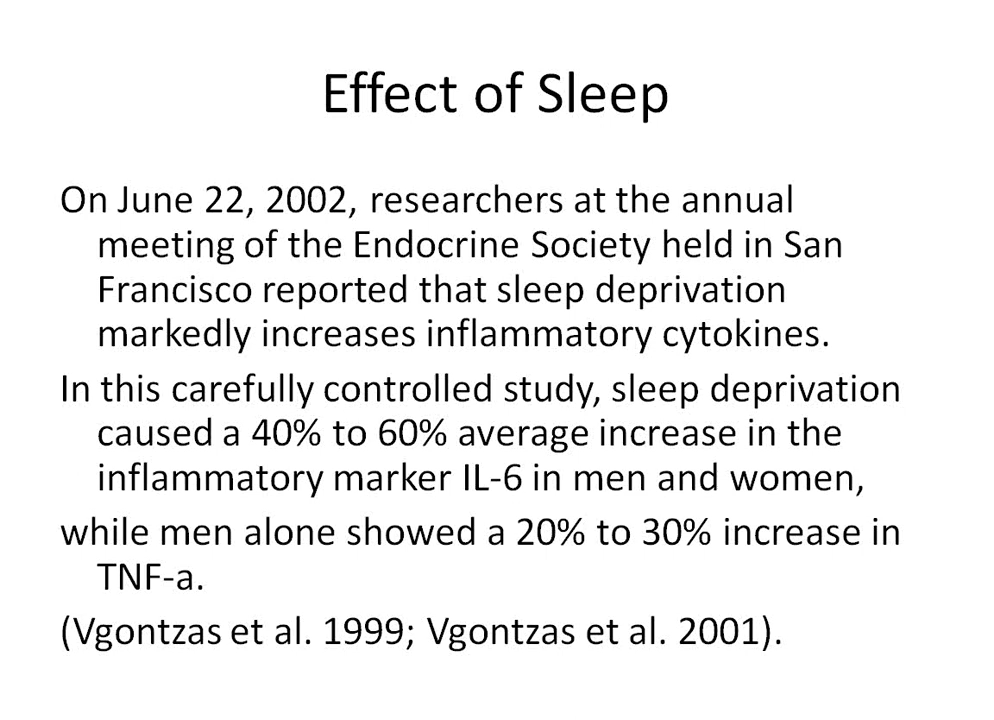 Effect of Sleep
On June 22, 2002, researchers at the annual
meeting of the Endocrine Society held in San
Francisco reported that sleep deprivation
markedly increases inflammatory cytokines.
In this carefully controlled study, sleep deprivation
caused a 40% to 60% average increase in the
inflammatory marker IL-6 in men and women,
while men alone showed a 20% to 30% increase in
TNF-a.
(Vgontzas et al. 1999; Vgontzas et al. 2001).